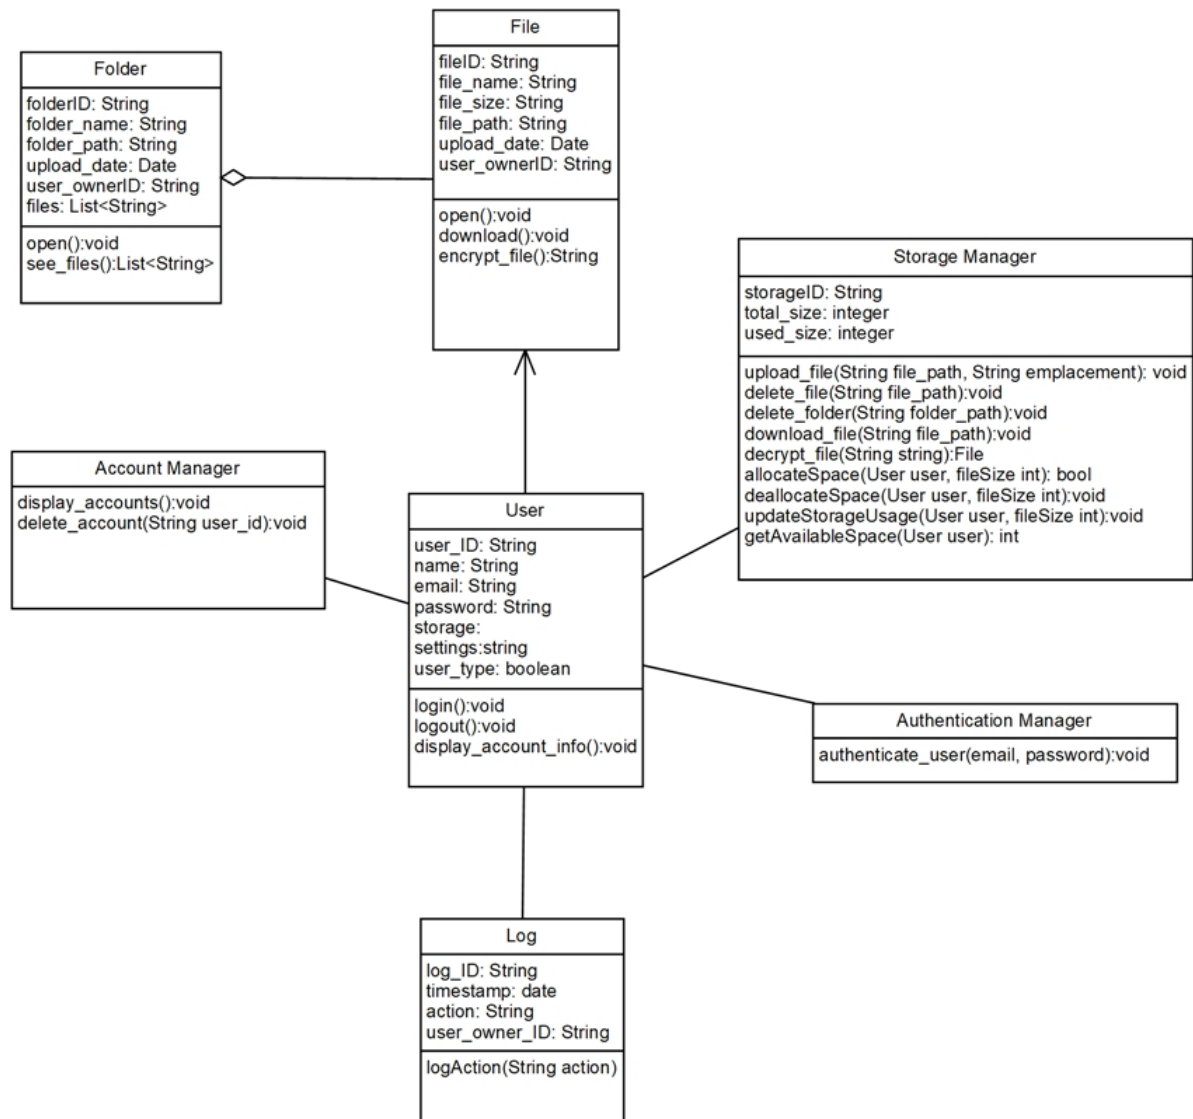 File
fileID: String
file_name: String
file_size: String
file_path: String
upload_date: Date
user_ownerID: String
open():void
download():void
encrypt_file():String
Folder
folderID: String
folder_name: String
folder_path: String
upload_date: Date
user_ownerID: String
files: List<String>
open():void
see_files():List<String>
Storage Manager
storageID: String
total_size: integer
used_size: integer
upload_file(String file_path, String emplacement): void
delete_file(String file_path):void
delete_folder(String folder_path):void
download_file(String file_path):void
decrypt_file(String string):File
allocateSpace(User user, fileSize int): bool
deallocateSpace(User user, fileSize int):void
updateStorageUsage(User user, fileSize int):void
getAvailableSpace(User user): int
Account Manager
display_accounts():void
delete_account(String user_id):void
User
user_ID: String
name: String
email: String
password: String
storage:
settings:string
user_type: boolean
login():void
logout():void
display_account_info():void
Authentication Manager
authenticate_user(email, password):void
Log
log_ID: String
timestamp: date
action: String
user_owner_ID: String
logAction(String action)